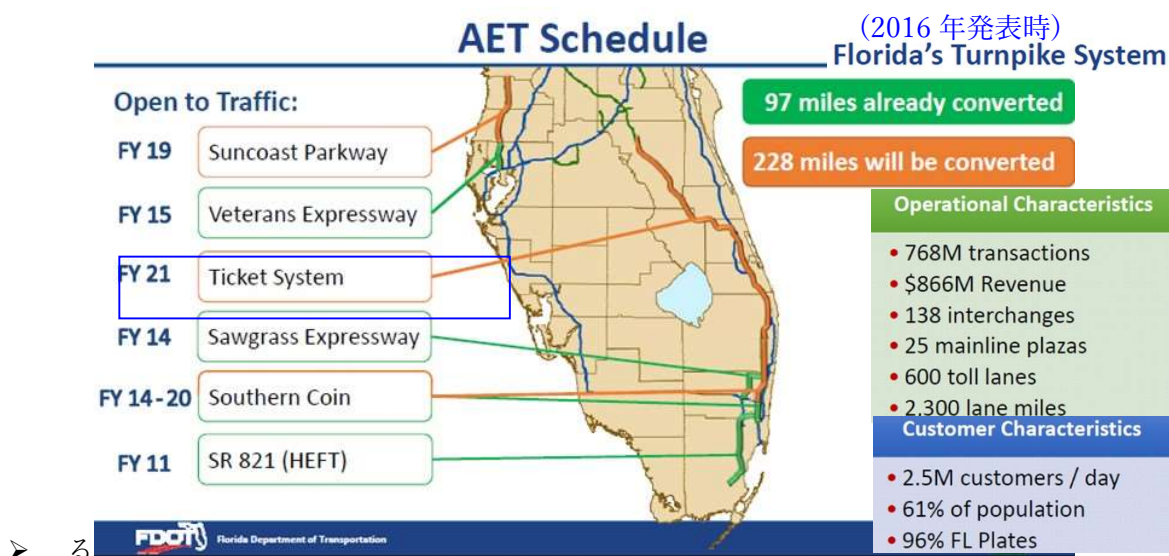 AET Schedule
(2016 年発表時)
Florida's Turnpike System
Open to Traffic:
FY 19 Suncoast Parkway
FY 15 Veterans Expressway
FY 21 Ticket System
FY 14 Sawgrass Expressway
FY 14-20 Southern Coin
FY 11 SR 821 (HEFT)
97 miles already converted
228 miles will be converted
Operational Characteristics
• 768M transactions
• $866M Revenue
• 138 interchanges
• 25 mainline plazas
• 600 toll lanes
• 2,300 lane miles
Customer Characteristics
• 2.5M customers / day
• 61% of population
• 96% FL Plates
FDOT Florida Department of Transportation
➤ る